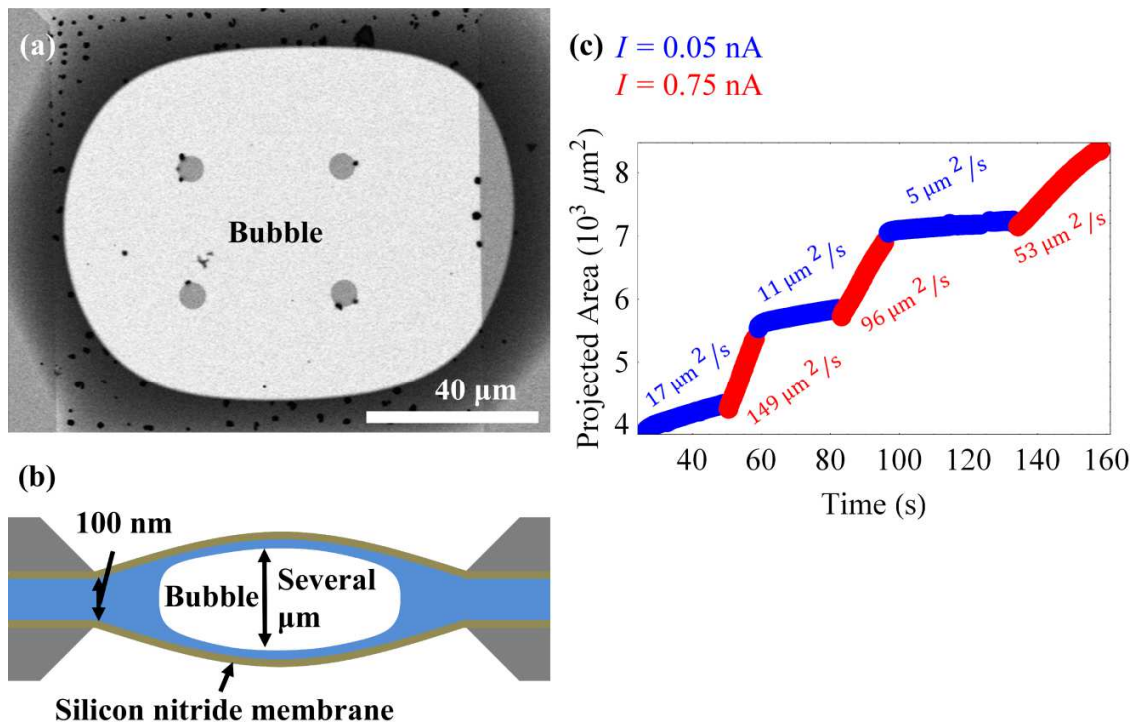 (a)
Bubble
40 µm
(b)
100 nm
Bubble
Several
µm
Silicon nitride membrane
(c)
I = 0.05 nA
I = 0.75 nA
Projected Area (10³ µm²)
8
7
6
5
4
17 µm²/s
149 µm²/s
11 µm²/s
96 µm²/s
5 µm²/s
53 µm²/s
40 60 80 100 120 140 160
Time (s)